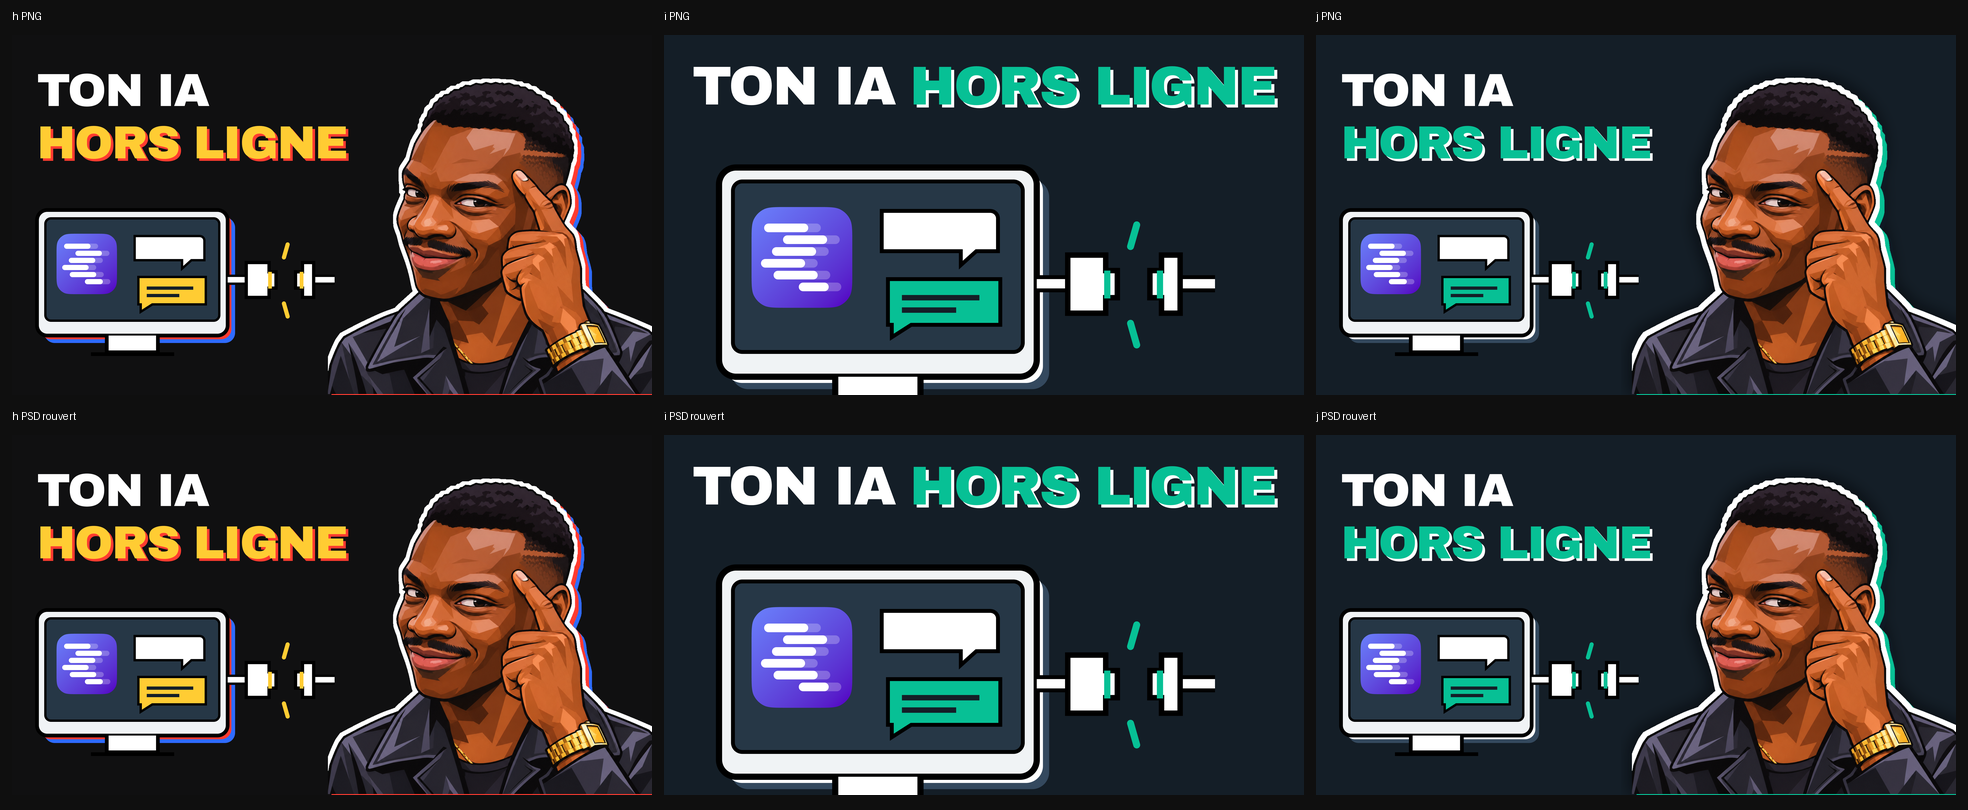 h PNG
i PNG
j PNG
TON IA
HORS LIGNE
TON IA HORS LIGNE
TON IA
HORS LIGNE
h PSD rouvert
i PSD rouvert
j PSD rouvert
TON IA
HORS LIGNE
TON IA HORS LIGNE
TON IA
HORS LIGNE